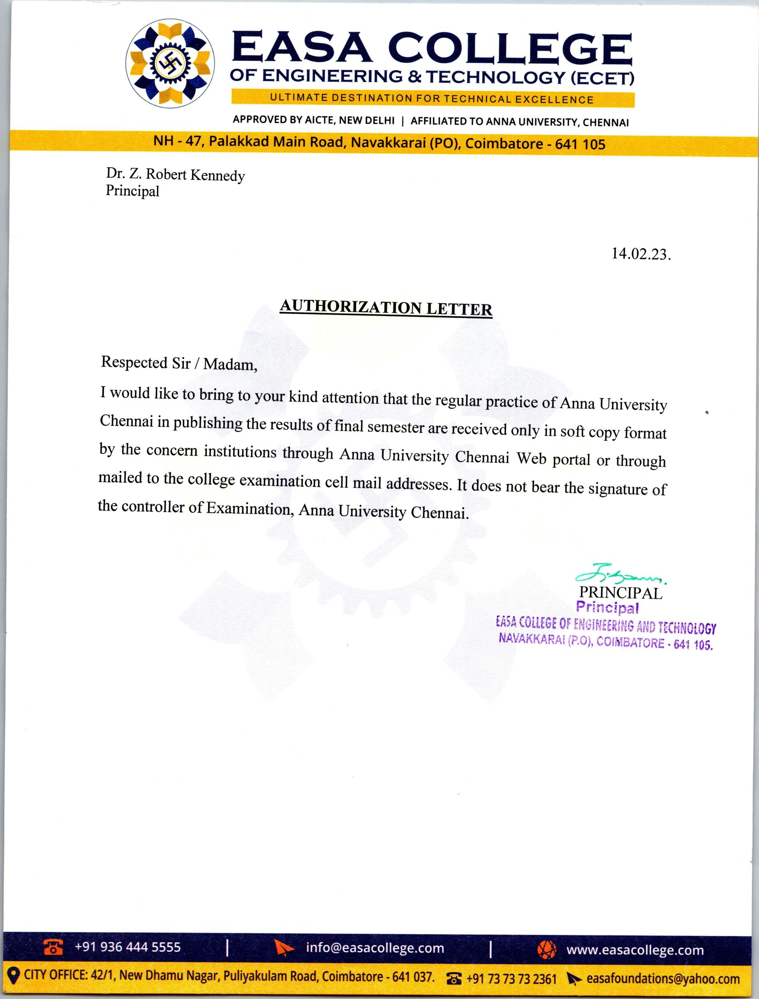 EASA COLLEGE
OF ENGINEERING & TECHNOLOGY (ECET)
ULTIMATE DESTINATION FOR TECHNICAL EXCELLENCE
APPROVED BY AICTE, NEW DELHI | AFFILIATED TO ANNA UNIVERSITY, CHENNAI
NH - 47, Palakkad Main Road, Navakkarai (PO), Coimbatore - 641 105
Dr. Z. Robert Kennedy
Principal
14.02.23.
AUTHORIZATION LETTER
Respected Sir / Madam,
I would like to bring to your kind attention that the regular practice of Anna University
Chennai in publishing the results of final semester are received only in soft copy format
by the concern institutions through Anna University Chennai Web portal or through
mailed to the college examination cell mail addresses. It does not bear the signature of
the controller of Examination, Anna University Chennai.
PRINCIPAL
Principal
EASA COLLEGE OF ENGINEERING AND TECHNOLOGY
NAVAKKARAI (P.O), COIMBATORE - 641 105.
+91 936 444 5555 | info@easacollege.com | www.easacollege.com
CITY OFFICE: 42/1, New Dhamu Nagar, Puliyakulam Road, Coimbatore - 641 037. +91 73 73 73 2361 easafoundations@yahoo.com